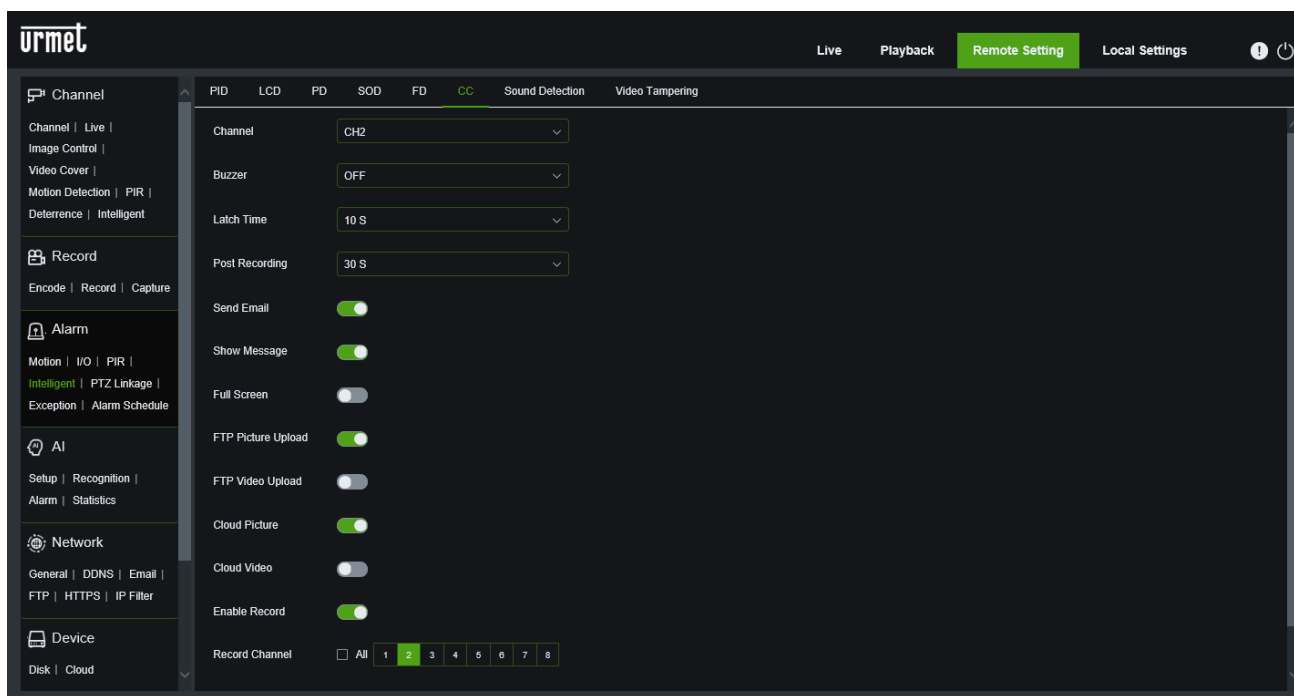 urmet
Live Playback Remote Setting Local Settings
Channel
Channel | Live |
Image Control |
Video Cover |
Motion Detection | PIR |
Deterrence | Intelligent
Record
Encode | Record | Capture
Alarm
Motion | I/O | PIR |
Intelligent | PTZ Linkage |
Exception | Alarm Schedule
AI
Setup | Recognition |
Alarm | Statistics
Network
General | DDNS | Email |
FTP | HTTPS | IP Filter
Device
Disk | Cloud
PID LCD PD SOD FD CC Sound Detection Video Tampering
Channel CH2
Buzzer OFF
Latch Time 10 S
Post Recording 30 S
Send Email
Show Message
Full Screen
FTP Picture Upload
FTP Video Upload
Cloud Picture
Cloud Video
Enable Record
Record Channel All 1 2 3 4 5 6 7 8